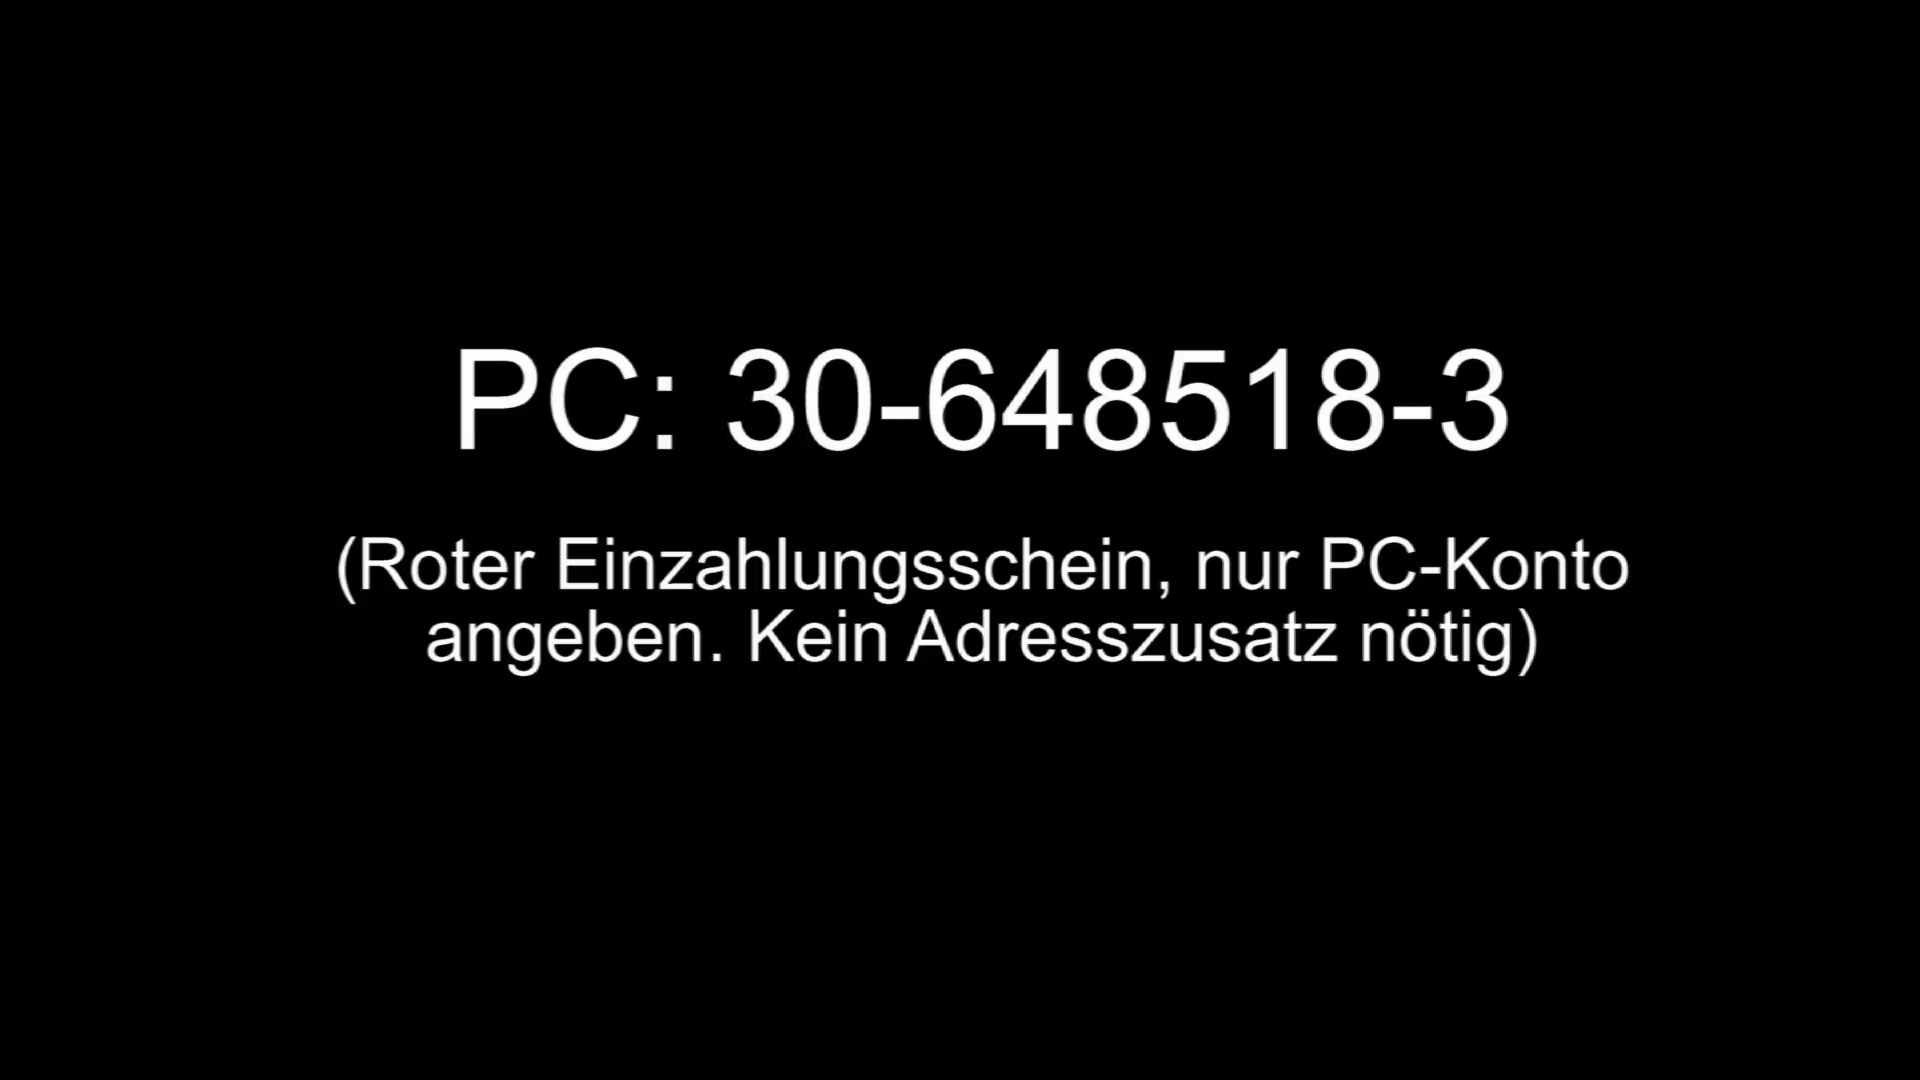 PC: 30-648518-3
(Roter Einzahlungsschein, nur PC-Konto
angeben. Kein Adresszusatz nötig)